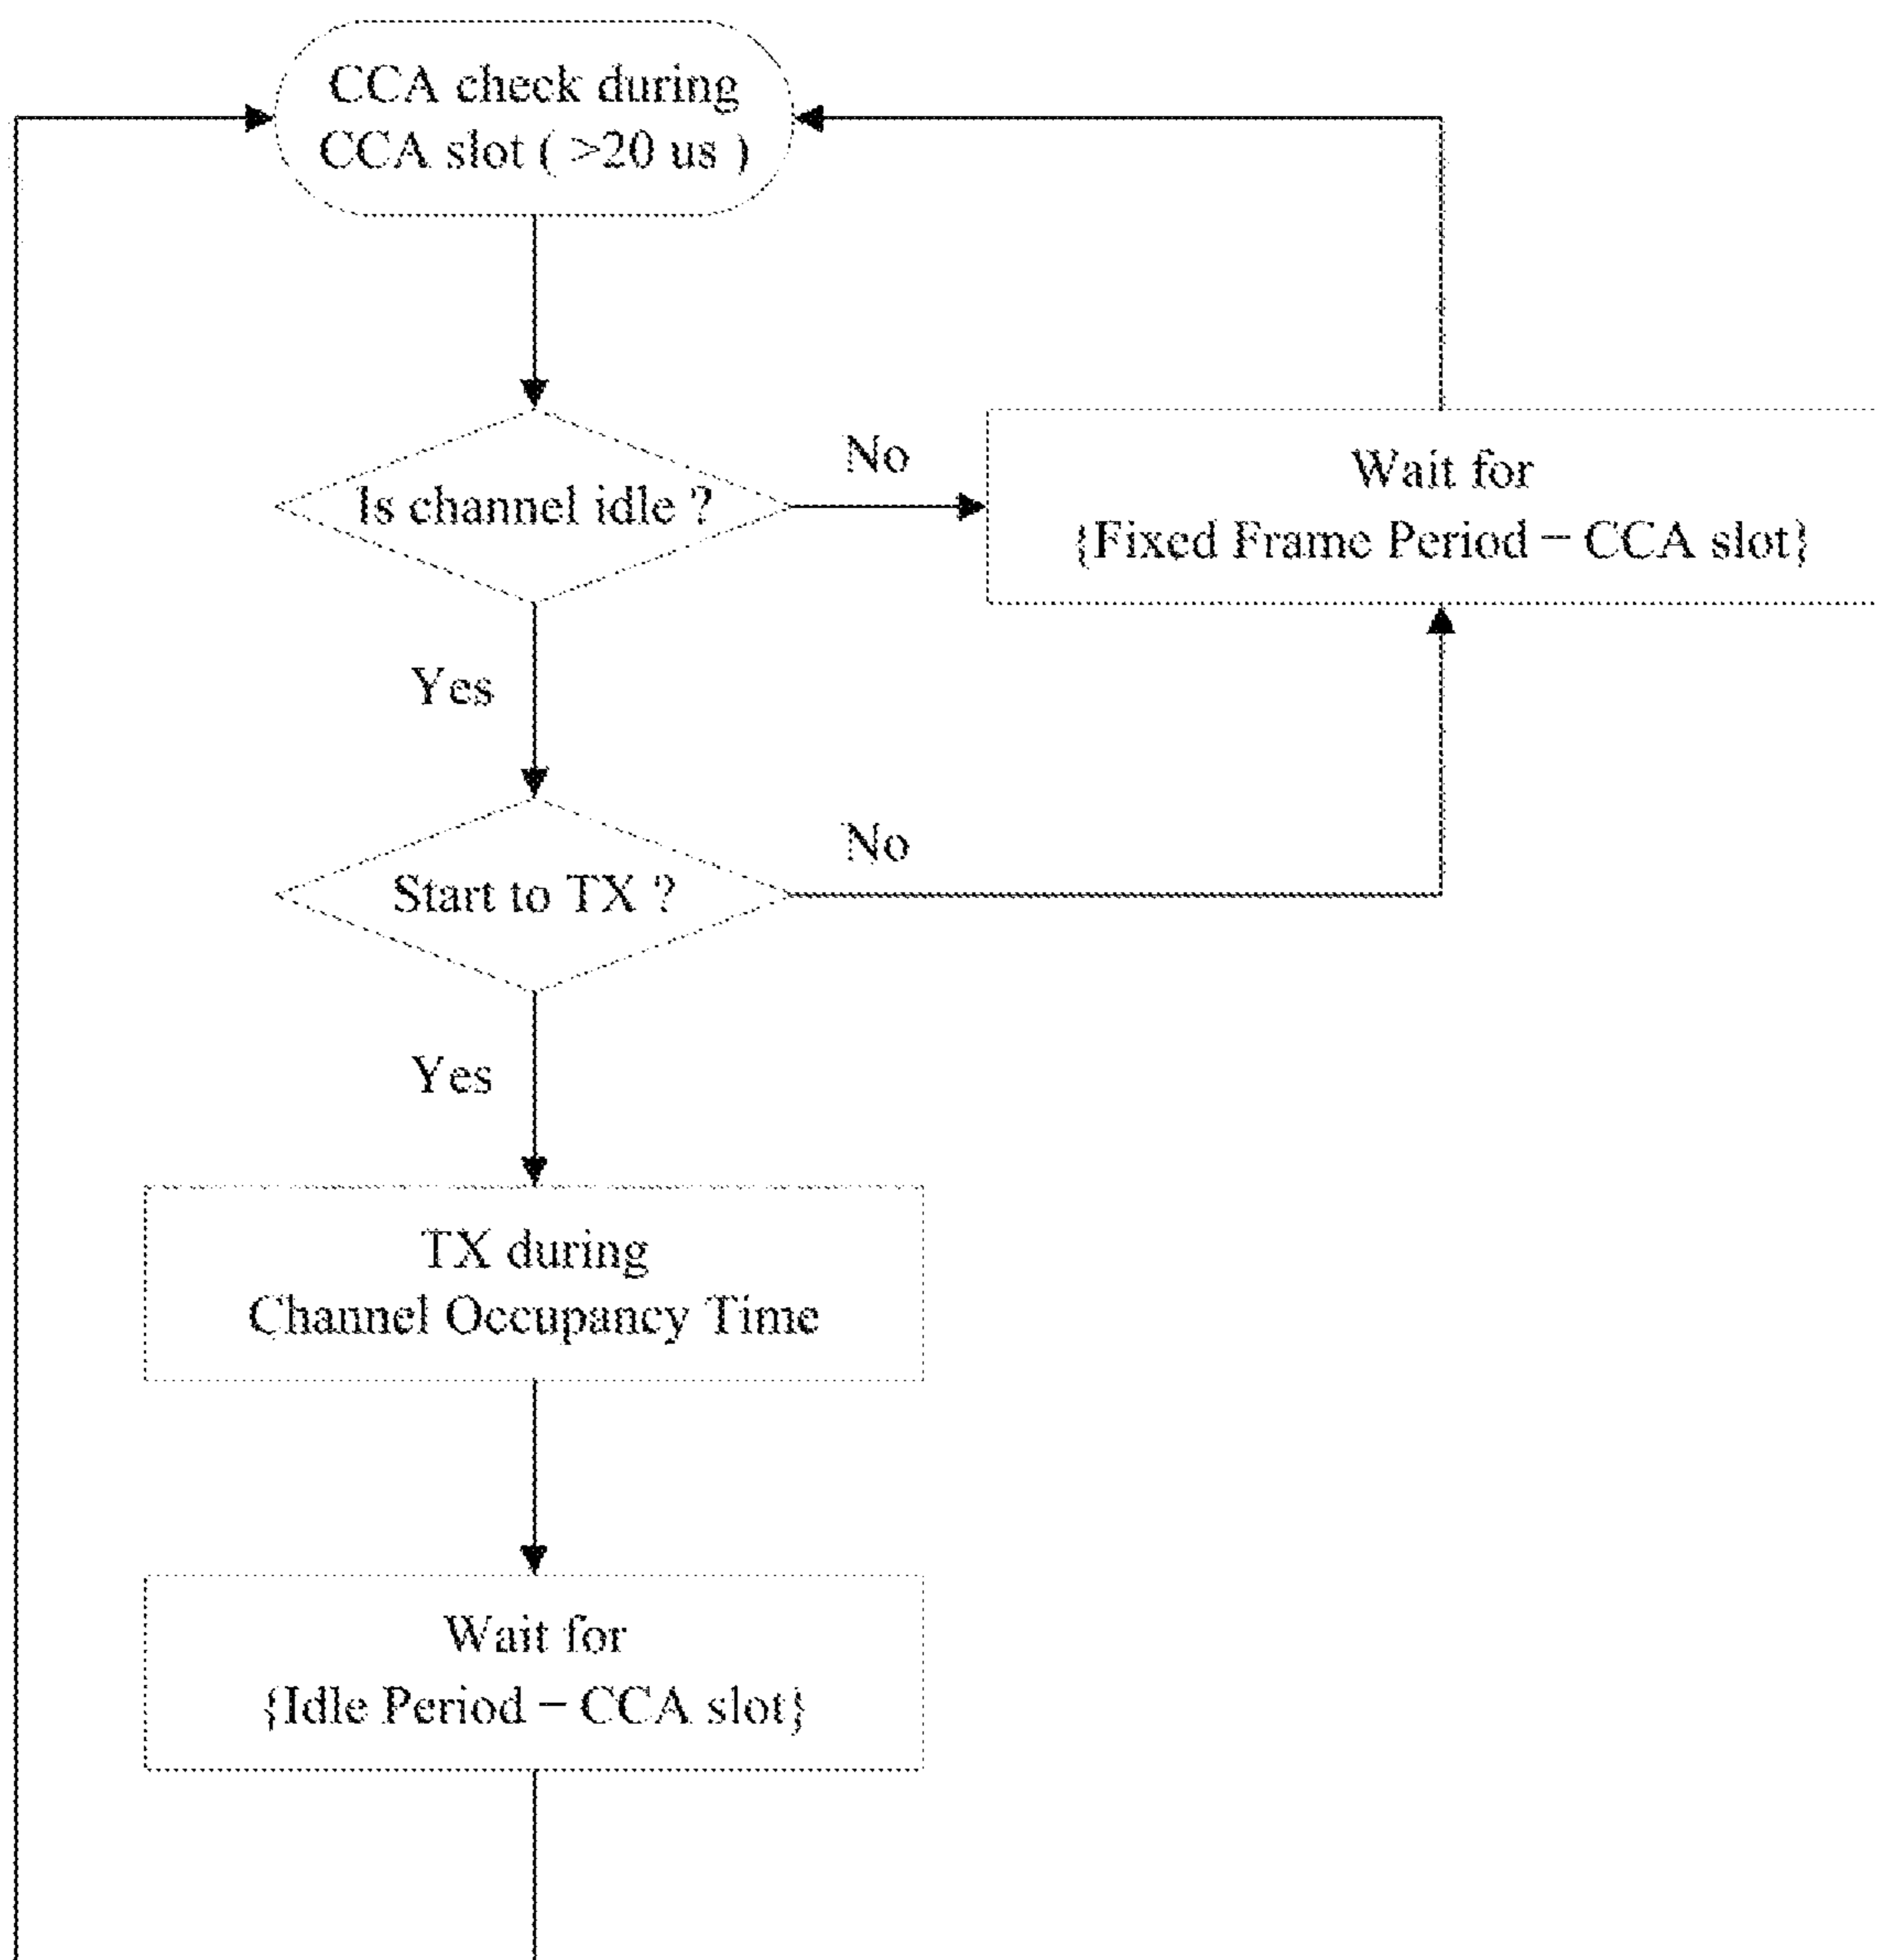 CCA check during
CCA slot ( >20 us )
Is channel idle ?
No
Wait for
{Fixed Frame Period – CCA slot}
Yes
Start to TX ?
No
Yes
TX during
Channel Occupancy Time
Wait for
{Idle Period – CCA slot}